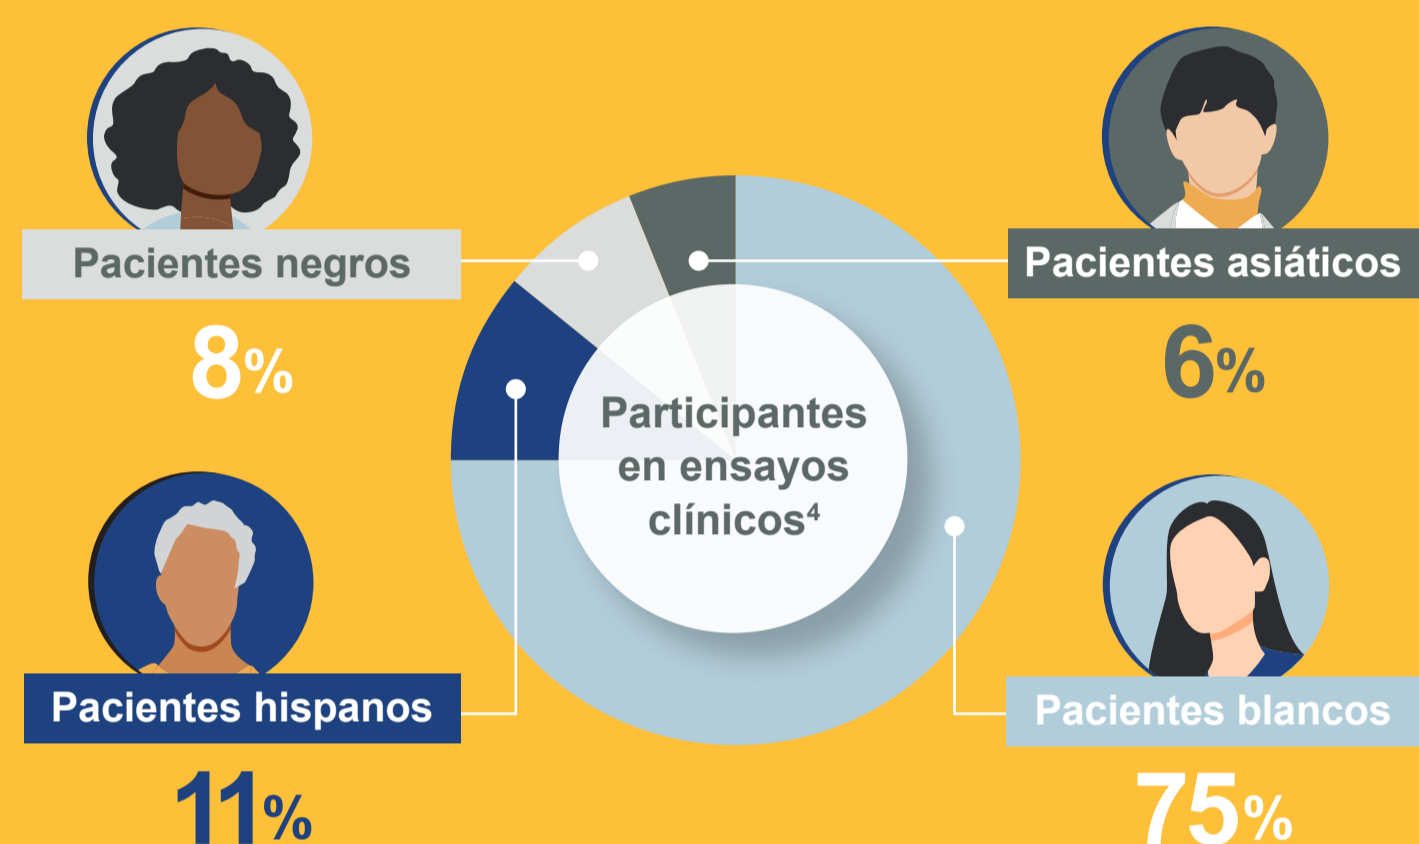 Pacientes negros
8%
Pacientes asiáticos
6%
Participantes
en ensayos
clínicos⁴
Pacientes hispanos
11%
Pacientes blancos
75%